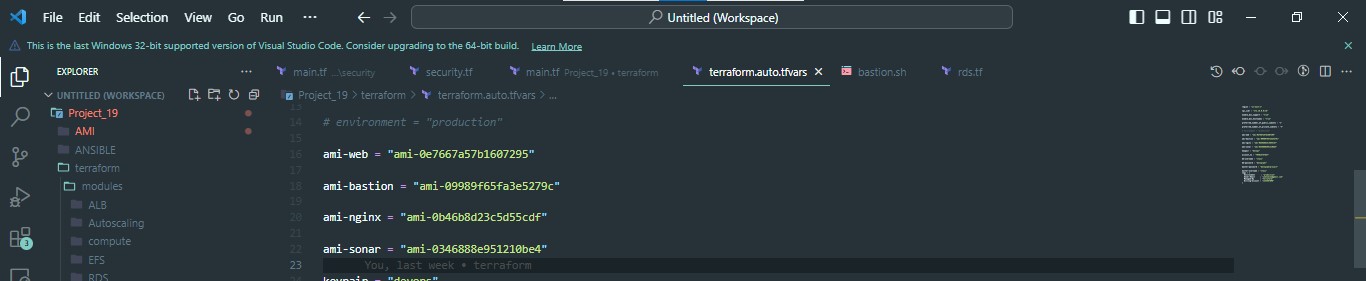 File Edit Selection View Go Run ··· Untitled (Workspace)
This is the last Windows 32-bit supported version of Visual Studio Code. Consider upgrading to the 64-bit build. Learn More
EXPLORER ···
main.tf ...\security security.tf main.tf Project_19 • terraform terraform.auto.tfvars bastion.sh rds.tf ···
UNTITLED (WORKSPACE)
Project_19 > terraform > terraform.auto.tfvars > ...
Project_19
AMI
ANSIBLE
terraform
modules
ALB
Autoscaling
compute
EFS
RDS
3
13
14 # environment = "production"
15
16 ami-web = "ami-0e7667a57b1607295"
17
18 ami-bastion = "ami-09989f65fa3e5279c"
19
20 ami-nginx = "ami-0b46b8d23c5d55cdf"
21
22 ami-sonar = "ami-0346888e951210be4"
23 You, last week • terraform
24 keypair = "devops"